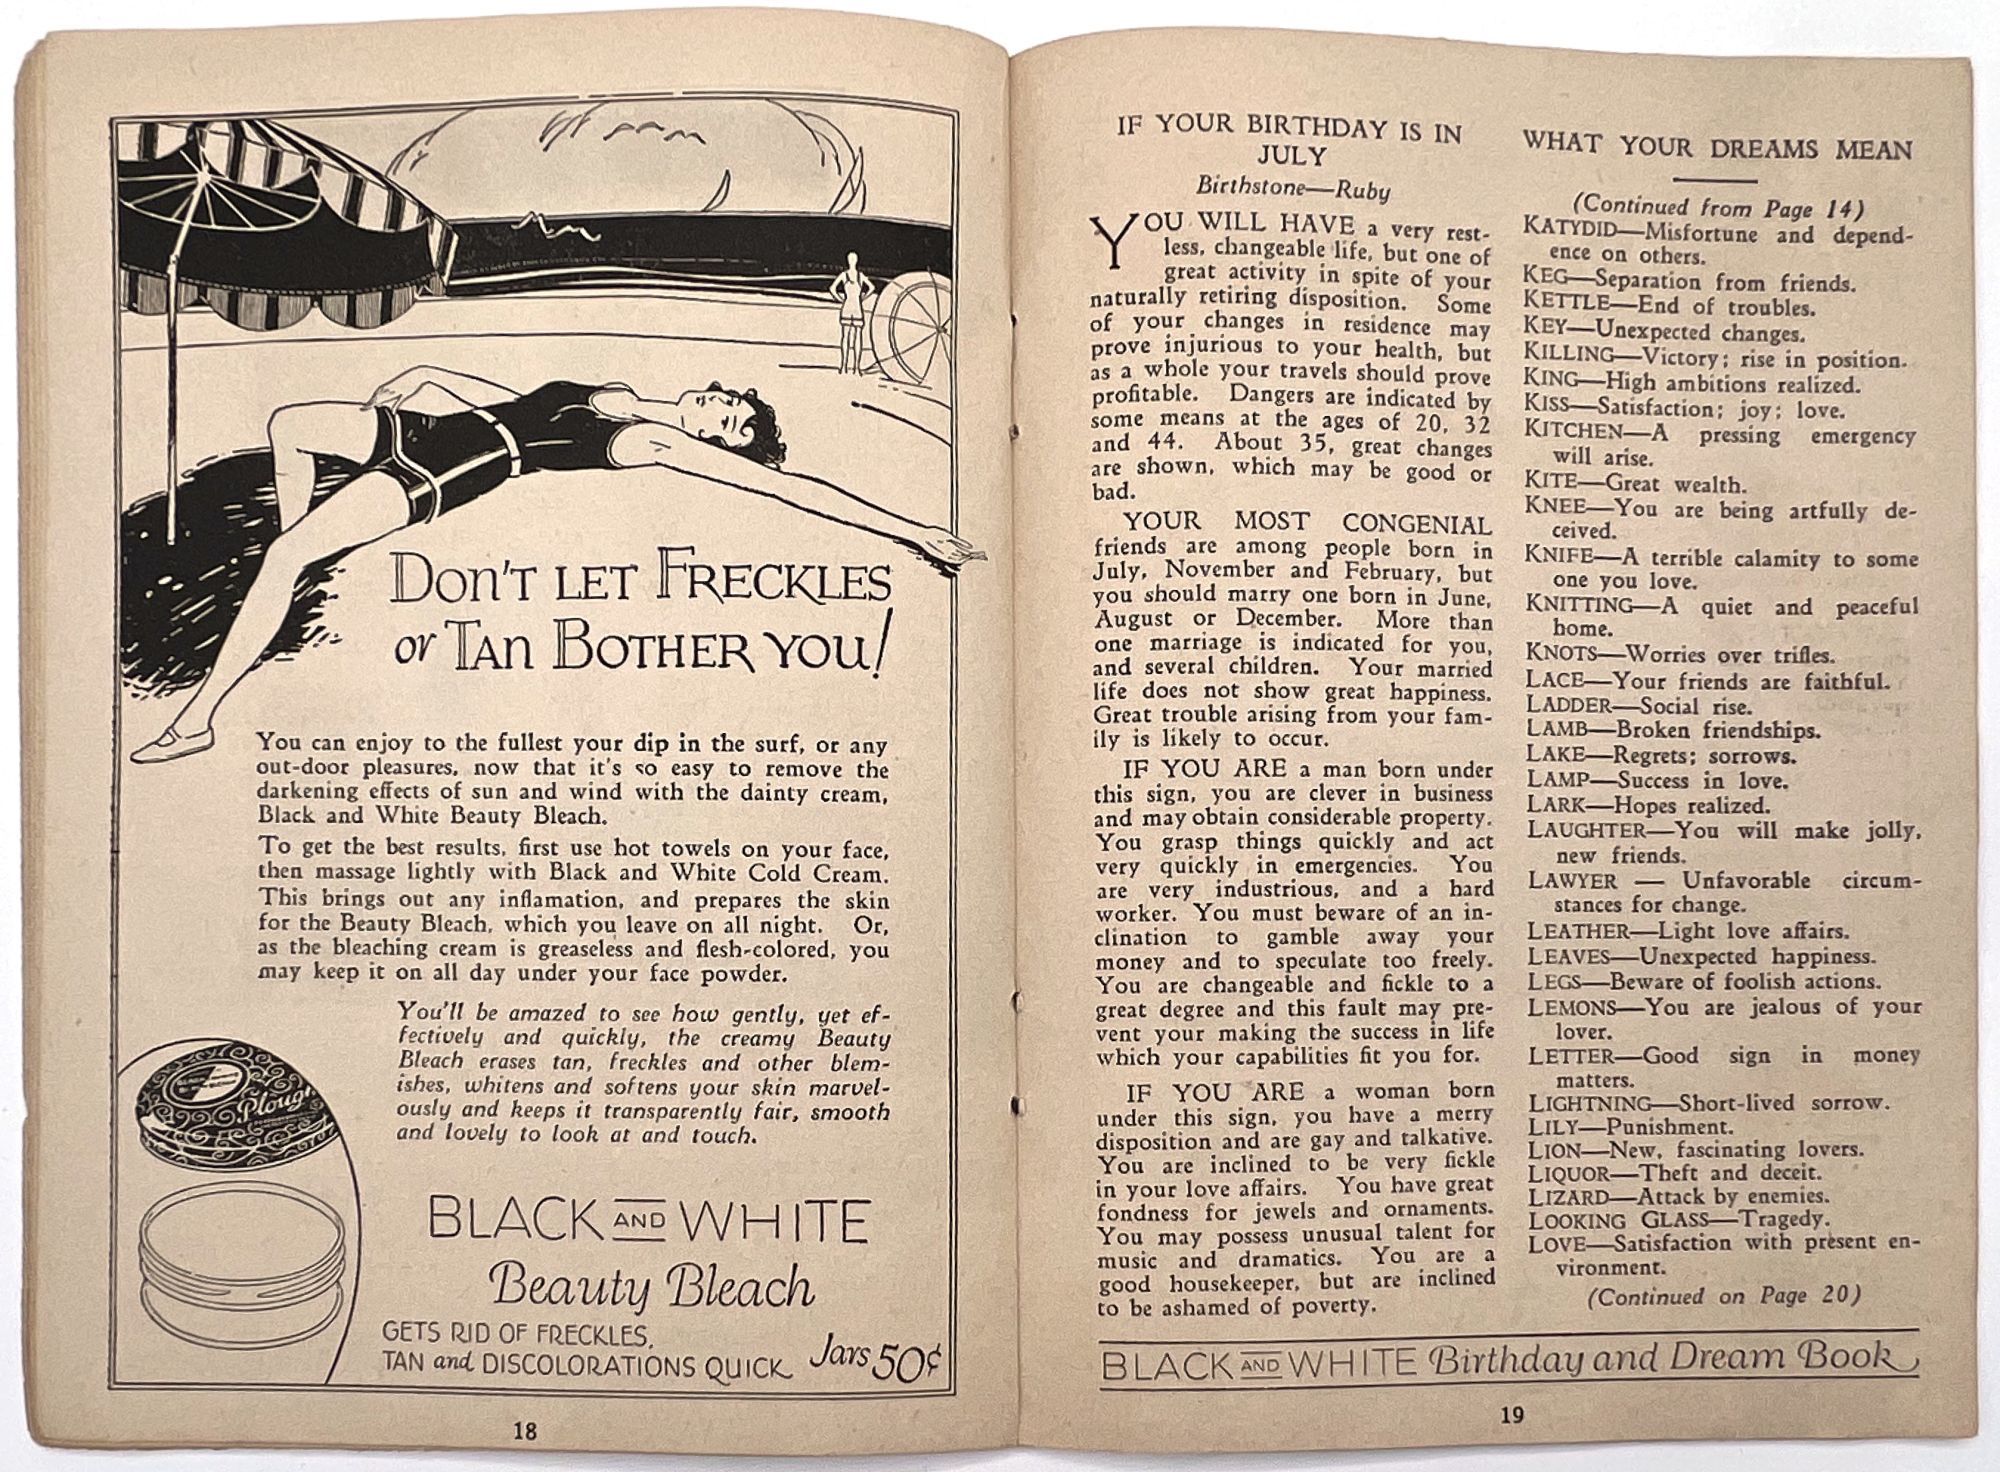 Don't let Freckles
or Tan Bother you!
You can enjoy to the fullest your dip in the surf, or any
out-door pleasures, now that it's so easy to remove the
darkening effects of sun and wind with the dainty cream,
Black and White Beauty Bleach.
To get the best results, first use hot towels on your face,
then massage lightly with Black and White Cold Cream.
This brings out any inflamation, and prepares the skin
for the Beauty Bleach, which you leave on all night. Or,
as the bleaching cream is greaseless and flesh-colored, you
may keep it on all day under your face powder.
You'll be amazed to see how gently, yet ef-
fectively and quickly, the creamy Beauty
Bleach erases tan, freckles and other blem-
ishes, whitens and softens your skin marvel-
ously and keeps it transparently fair, smooth
and lovely to look at and touch.
Plough
BLACK AND WHITE
Beauty Bleach
GETS RID OF FRECKLES,
TAN and DISCOLORATIONS QUICK
Jars 50¢
18
IF YOUR BIRTHDAY IS IN
JULY
Birthstone—Ruby
YOU WILL HAVE a very rest-
less, changeable life, but one of
great activity in spite of your
naturally retiring disposition. Some
of your changes in residence may
prove injurious to your health, but
as a whole your travels should prove
profitable. Dangers are indicated by
some means at the ages of 20, 32
and 44. About 35, great changes
are shown, which may be good or
bad.
YOUR MOST CONGENIAL
friends are among people born in
July, November and February, but
you should marry one born in June,
August or December. More than
one marriage is indicated for you,
and several children. Your married
life does not show great happiness.
Great trouble arising from your fam-
ily is likely to occur.
IF YOU ARE a man born under
this sign, you are clever in business
and may obtain considerable property.
You grasp things quickly and act
very quickly in emergencies. You
are very industrious, and a hard
worker. You must beware of an in-
clination to gamble away your
money and to speculate too freely.
You are changeable and fickle to a
great degree and this fault may pre-
vent your making the success in life
which your capabilities fit you for.
IF YOU ARE a woman born
under this sign, you have a merry
disposition and are gay and talkative.
You are inclined to be very fickle
in your love affairs. You have great
fondness for jewels and ornaments.
You may possess unusual talent for
music and dramatics. You are a
good housekeeper, but are inclined
to be ashamed of poverty.
WHAT YOUR DREAMS MEAN
(Continued from Page 14)
KATYDID—Misfortune and depend-
ence on others.
KEG—Separation from friends.
KETTLE—End of troubles.
KEY—Unexpected changes.
KILLING—Victory; rise in position.
KING—High ambitions realized.
KISS—Satisfaction; joy; love.
KITCHEN—A pressing emergency
will arise.
KITE—Great wealth.
KNEE—You are being artfully de-
ceived.
KNIFE—A terrible calamity to some
one you love.
KNITTING—A quiet and peaceful
home.
KNOTS—Worries over trifles.
LACE—Your friends are faithful.
LADDER—Social rise.
LAMB—Broken friendships.
LAKE—Regrets; sorrows.
LAMP—Success in love.
LARK—Hopes realized.
LAUGHTER—You will make jolly,
new friends.
LAWYER — Unfavorable circum-
stances for change.
LEATHER—Light love affairs.
LEAVES—Unexpected happiness.
LEGS—Beware of foolish actions.
LEMONS—You are jealous of your
lover.
LETTER—Good sign in money
matters.
LIGHTNING—Short-lived sorrow.
LILY—Punishment.
LION—New, fascinating lovers.
LIQUOR—Theft and deceit.
LIZARD—Attack by enemies.
LOOKING GLASS—Tragedy.
LOVE—Satisfaction with present en-
vironment.
(Continued on Page 20)
BLACK AND WHITE Birthday and Dream Book
19